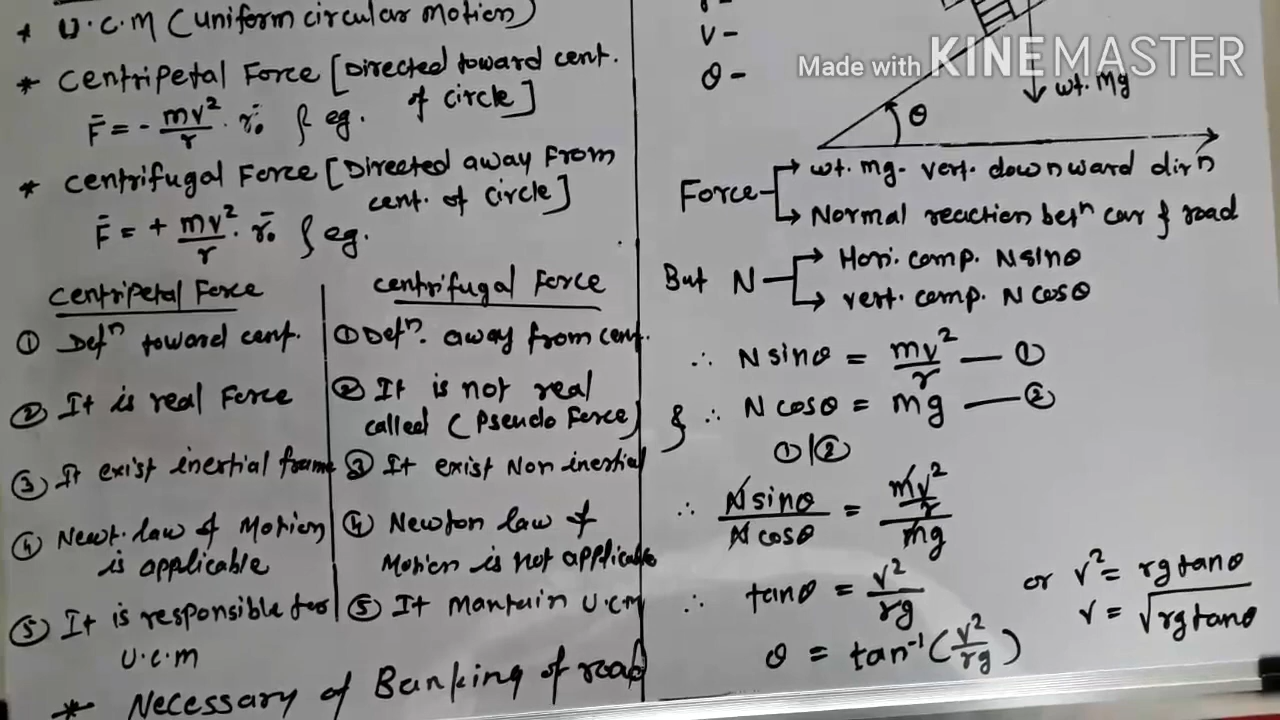 * U.C.M (uniform circular motion)
* Centripetal Force [Directed toward cent. of circle]
F̄ = - mv²/r . r̄₀ & eg.
* Centrifugal Force [Directed away from cent. of circle]
F̄ = + mv²/r . r̄₀ & eg.
Centripetal Force
① Defⁿ toward cent.
② It is real Force
③ It exist inertial frame
④ Newt. law of Motion is applicable
⑤ It is responsible for U.C.M
Centrifugal Force
① Defⁿ. away from cent.
② It is not real called (Pseudo Force)
③ It exist Non inertial
④ Newton law of Motion is not applicable
⑤ It Mantain U.C.M
* Necessary of Banking of road
v -
θ -
Made with KINEMASTER
wt. mg
θ
Force → wt. mg - vert. downward dirⁿ
→ Normal reaction betⁿ car & road
But N → Hori. comp. N sinθ
→ vert. comp. N cosθ
∴ N sinθ = mv²/r — ①
& ∴ N cosθ = mg — ②
①/②
∴ N sinθ / N cosθ = (mv²/r) / mg
∴ tanθ = v²/rg or v² = rg tanθ
v = √rg tanθ
θ = tan⁻¹ (v²/rg)